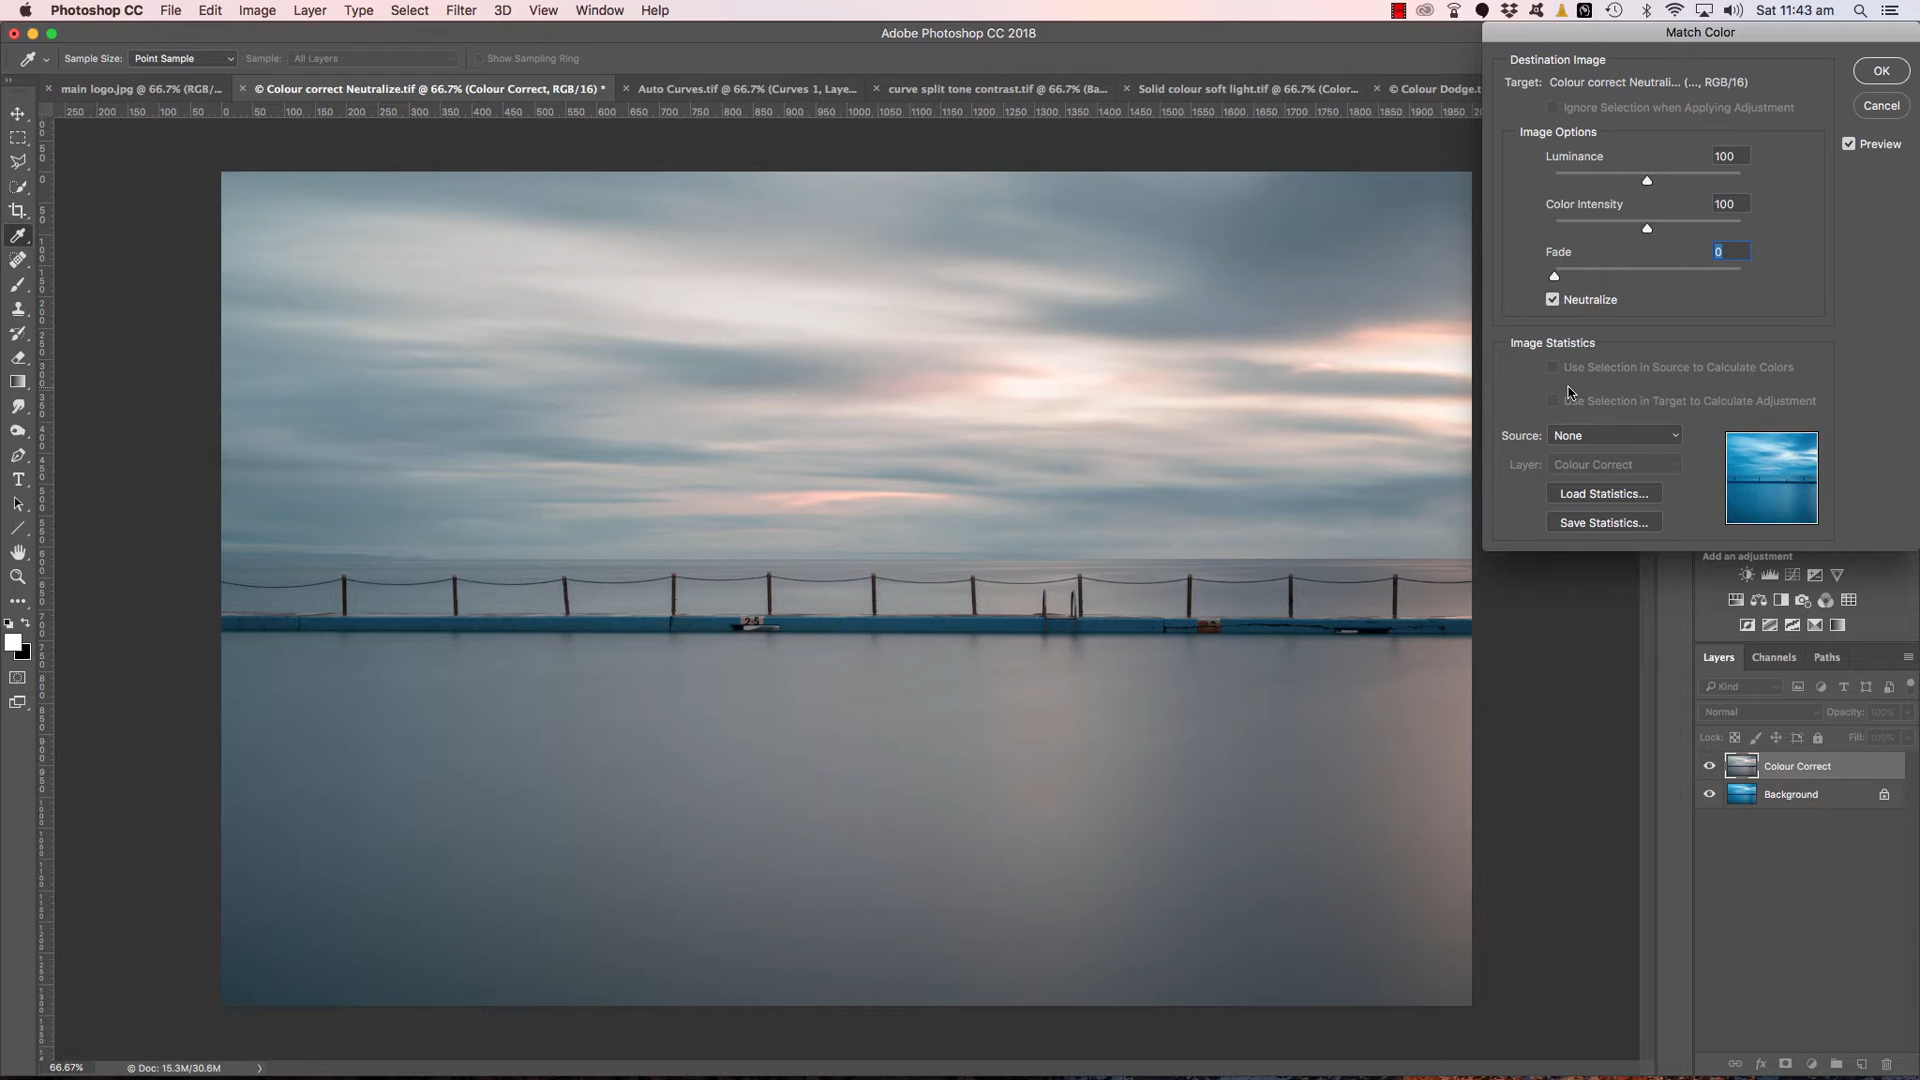 Photoshop CC File Edit Image Layer Type Select Filter 3D View Window Help Sat 11:43 am
Adobe Photoshop CC 2018
Sample Size: Point Sample Sample: All Layers Show Sampling Ring
main logo.jpg @ 66.7% (RGB/... © Colour correct Neutralize.tif @ 66.7% (Colour Correct, RGB/16) * Auto Curves.tif @ 66.7% (Curves 1, Laye... curve split tone contrast.tif @ 66.7% (Ba... Solid colour soft light.tif @ 66.7% (Color... © Colour Dodge.t
Match Color
Destination Image
Target: Colour correct Neutrali... (..., RGB/16)
Ignore Selection when Applying Adjustment
OK
Cancel
Preview
Image Options
Luminance 100
Color Intensity 100
Fade 0
Neutralize
Image Statistics
Use Selection in Source to Calculate Colors
Use Selection in Target to Calculate Adjustment
Source: None
Layer: Colour Correct
Load Statistics...
Save Statistics...
Add an adjustment
Layers Channels Paths
Kind
Normal Opacity: 100%
Lock: Fill: 100%
Colour Correct
Background
2.5
66.67% © Doc: 15.3M/30.6M